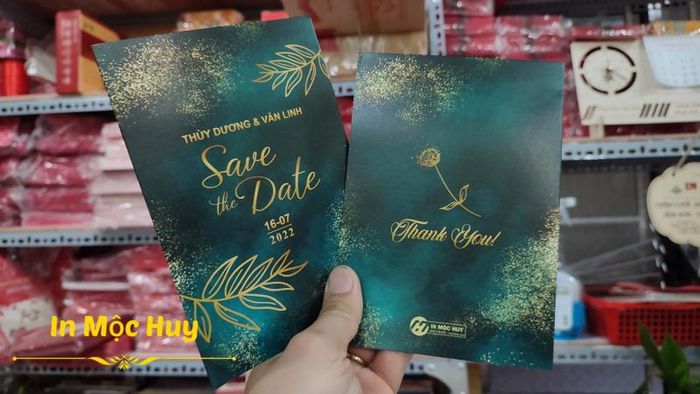 THÙY DƯƠNG & VĂN LINH
Save
the Date
16-07
2022
Thank You!
IN MỘC HUY
In Mộc Huy